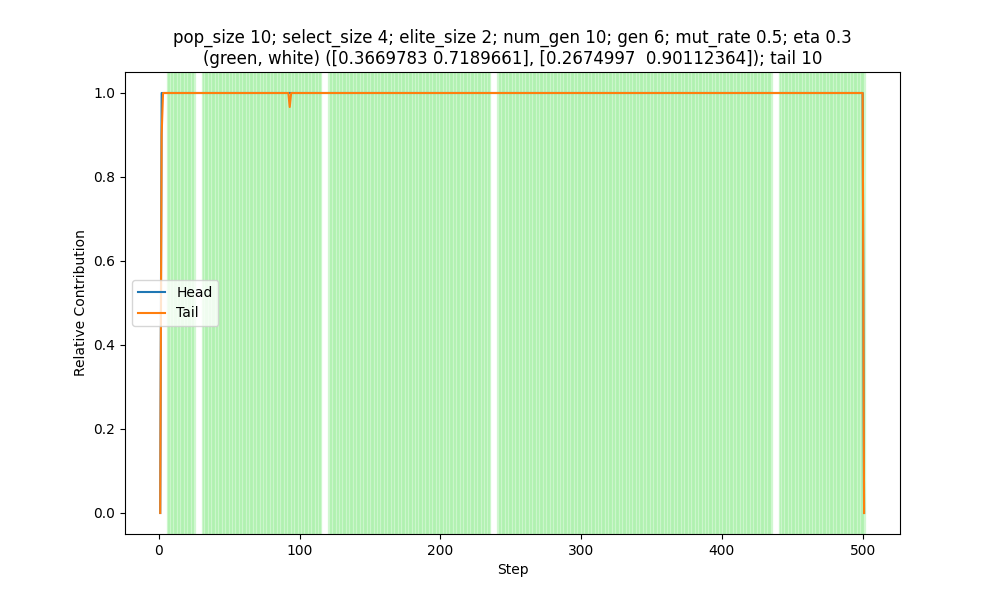 pop_size 10; select_size 4; elite_size 2; num_gen 10; gen 6; mut_rate 0.5; eta 0.3
(green, white) ([0.3669783 0.7189661], [0.2674997  0.90112364]); tail 10
1.0
0.8
0.6
0.4
0.2
0.0
Relative Contribution
Head
Tail
0
100
200
300
400
500
Step